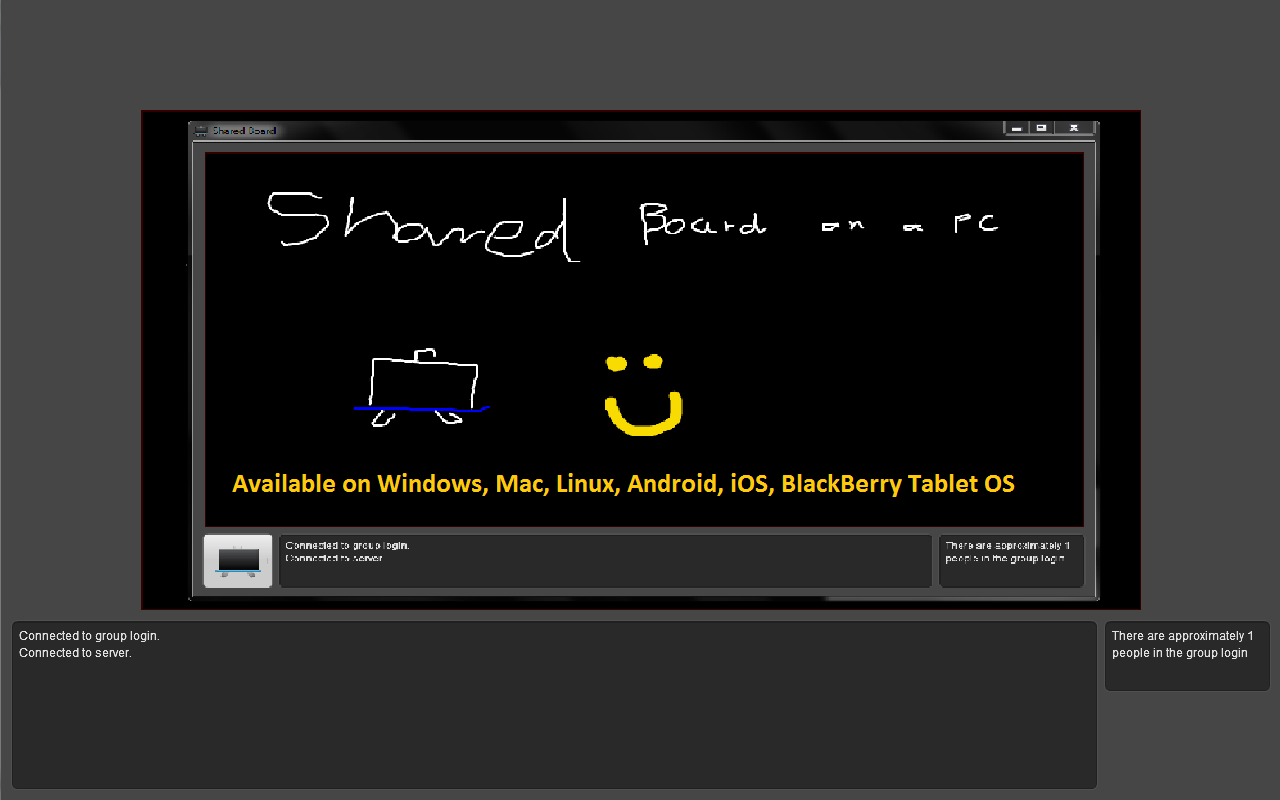 Shared Board
Shared Board on a PC
Available on Windows, Mac, Linux, Android, iOS, BlackBerry Tablet OS
Connected to group login.
Connected to server
There are approximately 1
people in the group login
Connected to group login.
Connected to server.
There are approximately 1
people in the group login